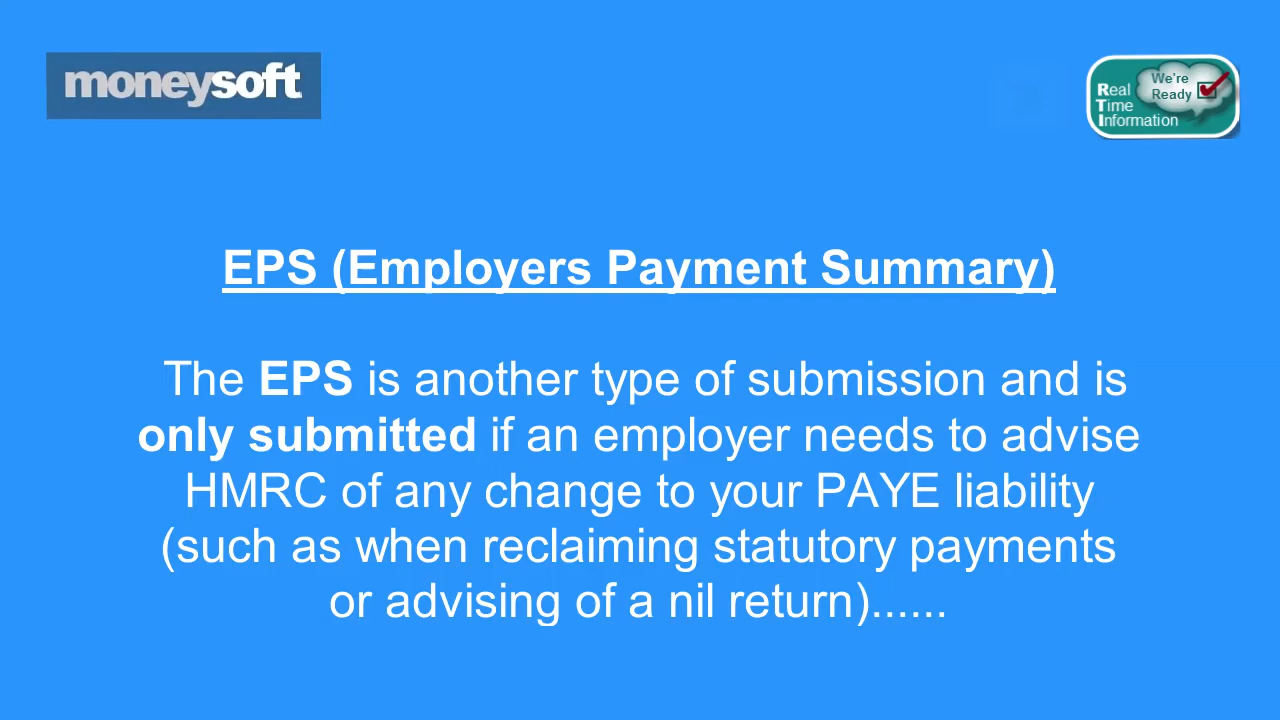 moneysoft
We're
Ready
Real
Time
Information
EPS (Employers Payment Summary)
The EPS is another type of submission and is
only submitted if an employer needs to advise
HMRC of any change to your PAYE liability
(such as when reclaiming statutory payments
or advising of a nil return)......